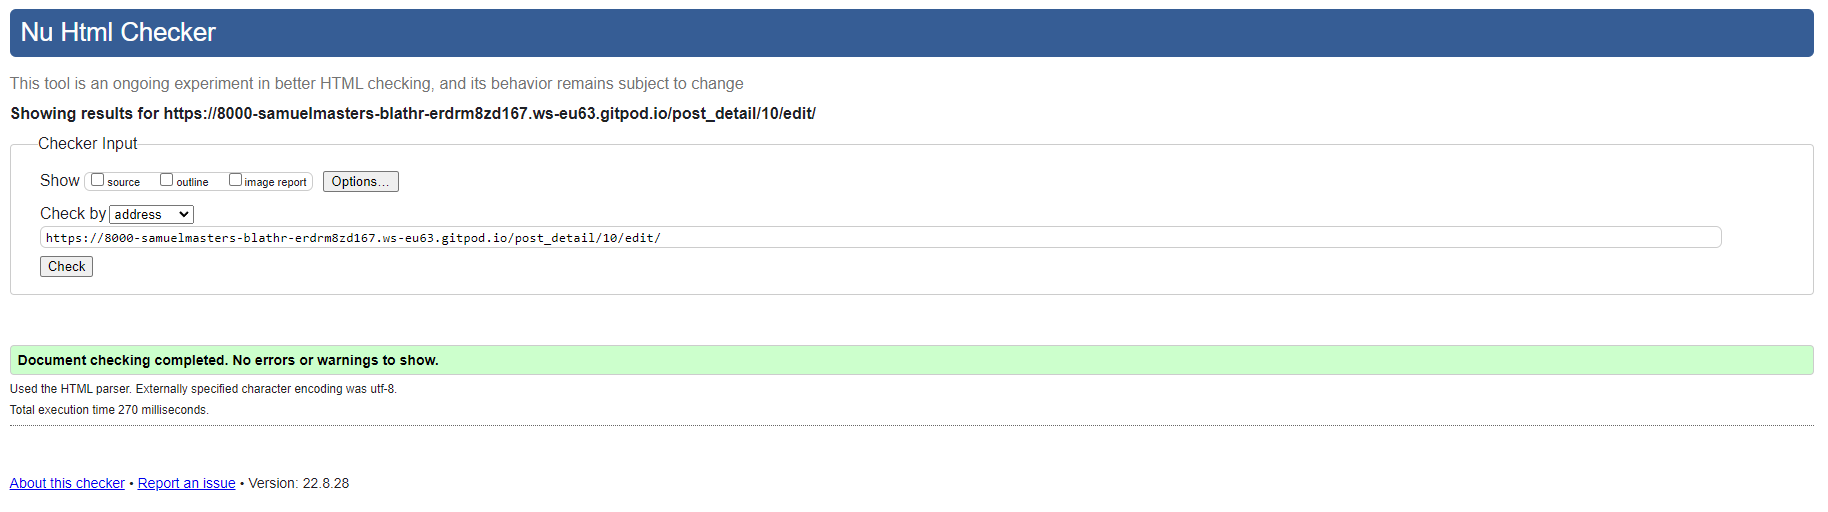 Nu Html Checker
This tool is an ongoing experiment in better HTML checking, and its behavior remains subject to change
Showing results for https://8000-samuelmasters-blathr-erdrm8zd167.ws-eu63.gitpod.io/post_detail/10/edit/
Checker Input
Show source outline image report Options...
Check by address
https://8000-samuelmasters-blathr-erdrm8zd167.ws-eu63.gitpod.io/post_detail/10/edit/
Check
Document checking completed. No errors or warnings to show.
Used the HTML parser. Externally specified character encoding was utf-8.
Total execution time 270 milliseconds.
About this checker • Report an issue • Version: 22.8.28